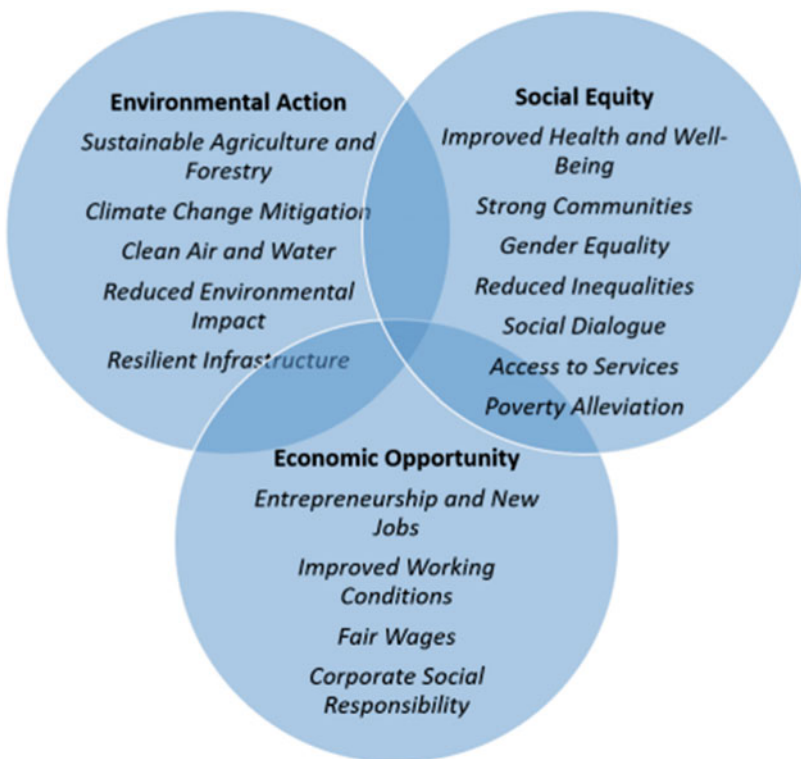 Environmental Action
Sustainable Agriculture and
Forestry
Climate Change Mitigation
Clean Air and Water
Reduced Environmental
Impact
Resilient Infrastructure
Social Equity
Improved Health and Well-
Being
Strong Communities
Gender Equality
Reduced Inequalities
Social Dialogue
Access to Services
Poverty Alleviation
Economic Opportunity
Entrepreneurship and New
Jobs
Improved Working
Conditions
Fair Wages
Corporate Social
Responsibility